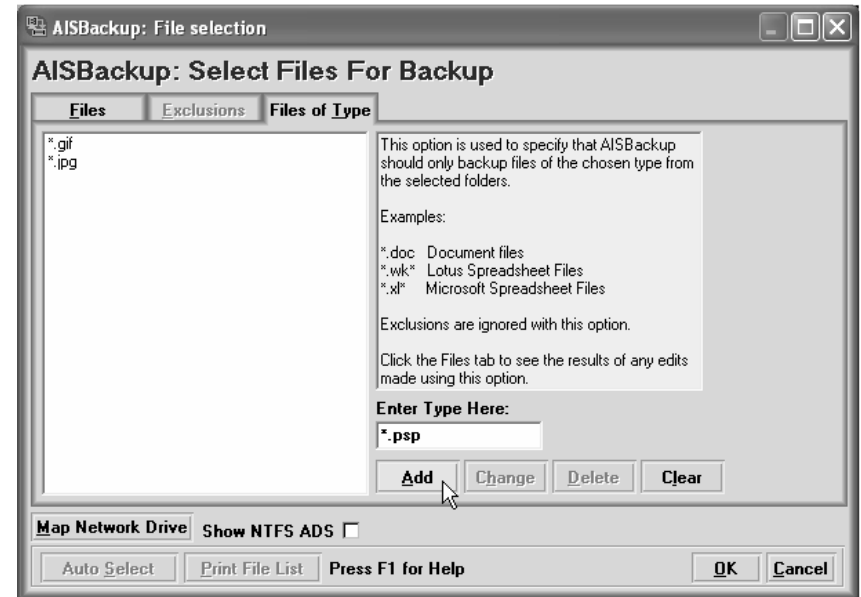 AISBackup: File selection
AISBackup: Select Files For Backup
Files Exclusions Files of Type
*.gif
*.jpg
This option is used to specify that AISBackup
should only backup files of the chosen type from
the selected folders.
Examples:
*.doc Document files
*.wk* Lotus Spreadsheet Files
*.xl* Microsoft Spreadsheet Files
Exclusions are ignored with this option.
Click the Files tab to see the results of any edits
made using this option.
Enter Type Here:
*.psp
Add Change Delete Clear
Map Network Drive Show NTFS ADS
Auto Select Print File List Press F1 for Help OK Cancel